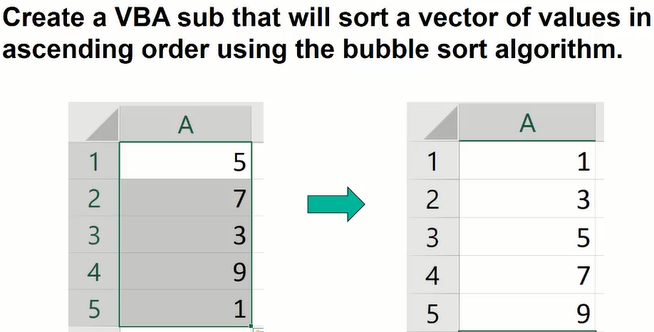 Create a VBA sub that will sort a vector of values in
ascending order using the bubble sort algorithm.
A
1 5
2 7
3 3
4 9
5 1
A
1 1
2 3
3 5
4 7
5 9